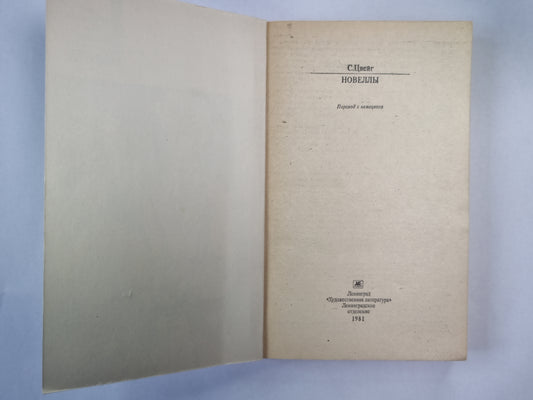 С.Цвейг
НОВЕЛЛЫ
Перевод с немецкого
Ленинград
«Художественная литература»
Ленинградское
отделение
1981